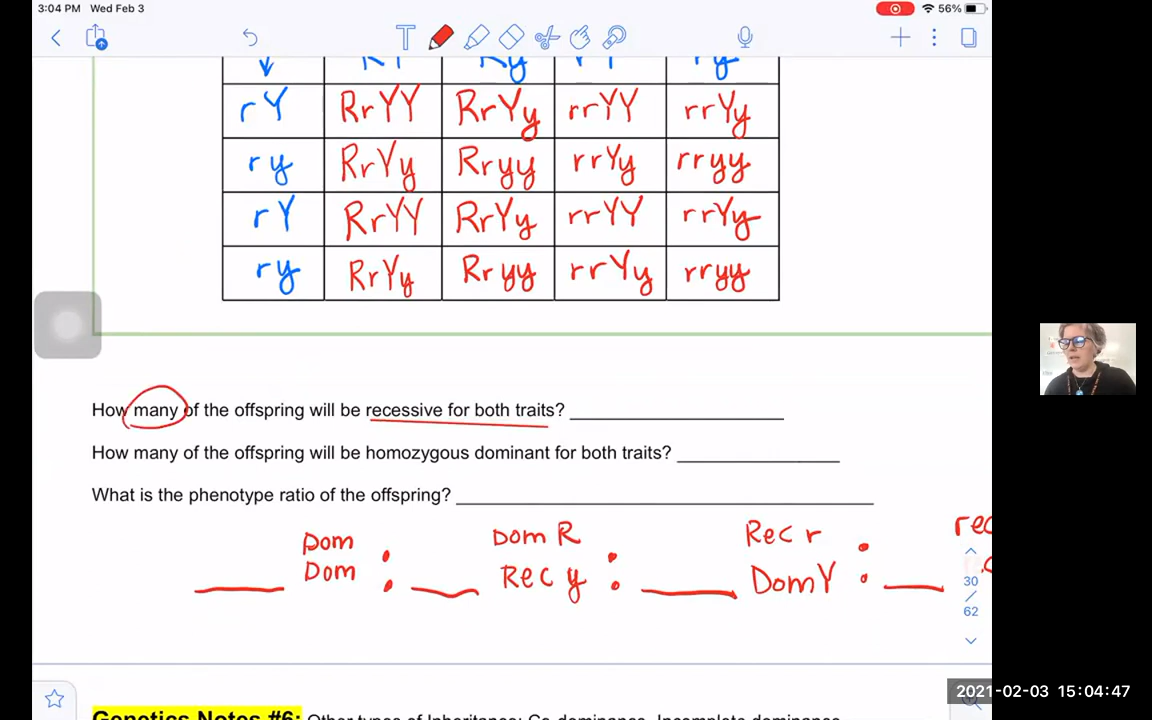 3:04 PM Wed Feb 3 56%
T
rY RrYY RrYy rrYY rrYy
ry RrYy Rryy rrYy rryy
rY RrYY RrYy rrYY rrYy
ry RrYy Rryy rrYy rryy
How many of the offspring will be recessive for both traits?
How many of the offspring will be homozygous dominant for both traits?
What is the phenotype ratio of the offspring?
Dom : Dom R : Rec r : rec
Dom Rec y Dom Y
30
/
62
2021-02-03 15:04:47
Genetics Notes #6: Other types of Inheritance: Co-dominance, Incomplete dominance